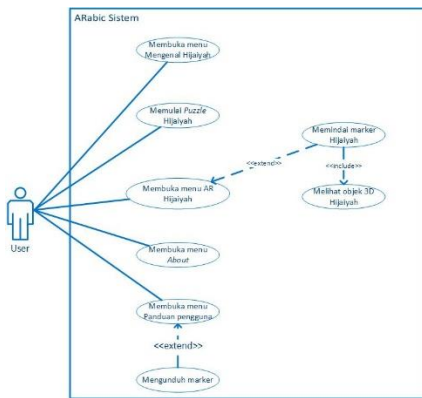 ARabic Sistem
Membuka menu
Mengenal Hijaiyah
Memulai Puzzle
Hijaiyah
Memindai marker
Hijaiyah
<<extend>>
<<include>>
Membuka menu AR
Hijaiyah
Melihat objek 3D
Hijaiyah
User
Membuka menu
About
Membuka menu
Panduan pengguna
<<extend>>
Mengunduh marker